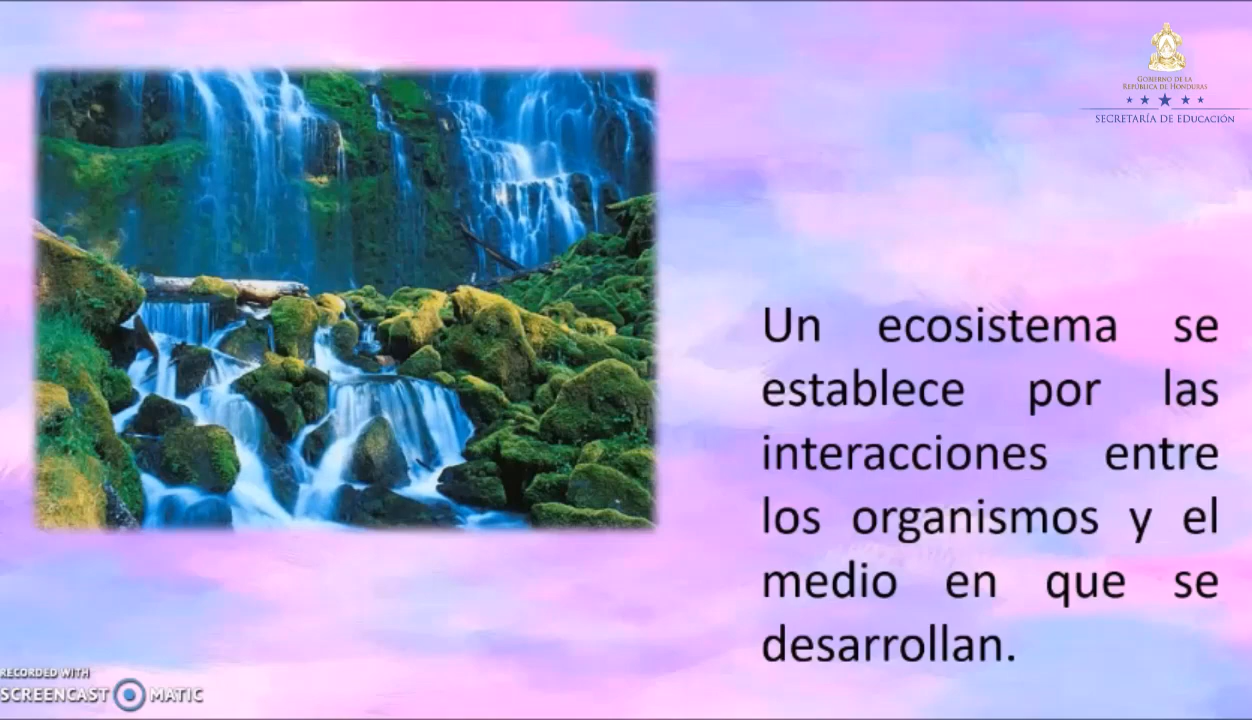 GOBIERNO DE LA
REPÚBLICA DE HONDURAS
SECRETARÍA DE EDUCACIÓN
Un ecosistema se
establece por las
interacciones entre
los organismos y el
medio en que se
desarrollan.
RECORDED WITH
SCREENCAST MATIC